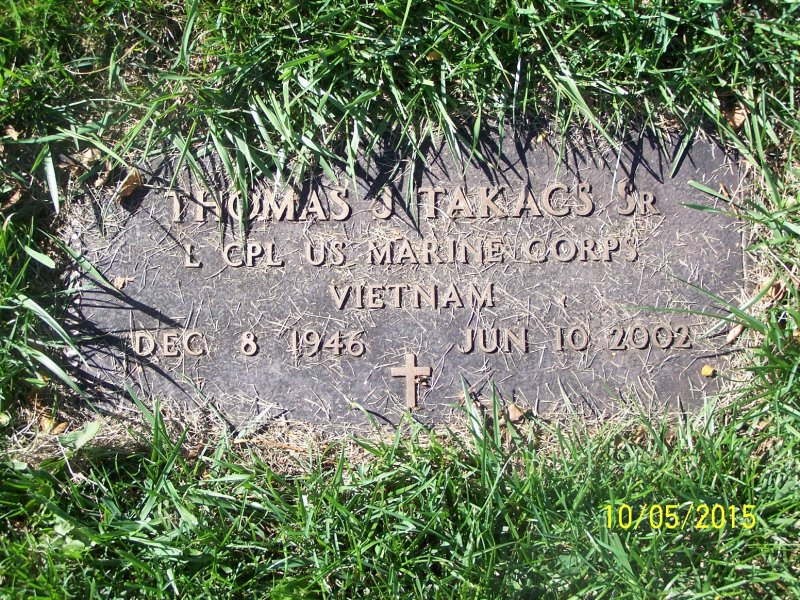 THOMAS J TAKACS SR
L CPL US MARINE CORPS
VIETNAM
DEC 8 1946 JUN 10 2002
10/05/2015